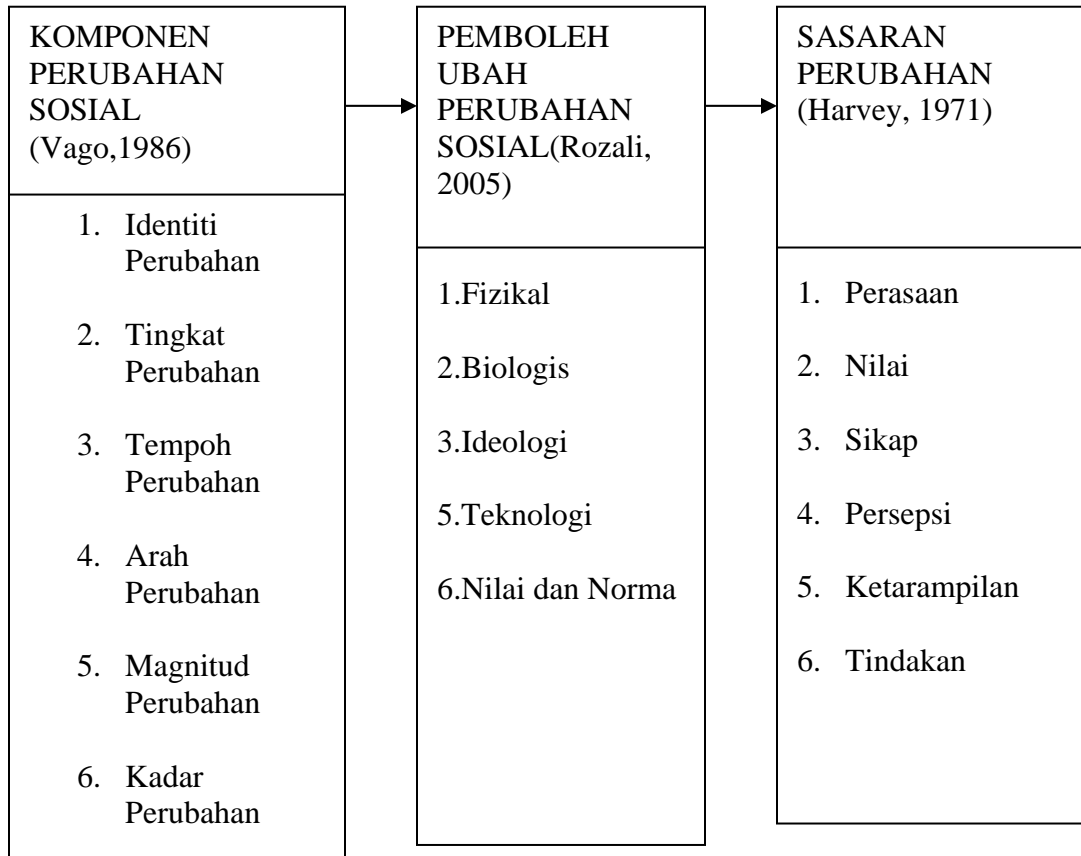 KOMPONEN
PERUBAHAN
SOSIAL
(Vago,1986)
1. Identiti
Perubahan
2. Tingkat
Perubahan
3. Tempoh
Perubahan
4. Arah
Perubahan
5. Magnitud
Perubahan
6. Kadar
Perubahan
PEMBOLEH
UBAH
PERUBAHAN
SOSIAL(Rozali,
2005)
1.Fizikal
2.Biologis
3.Ideologi
5.Teknologi
6.Nilai dan Norma
SASARAN
PERUBAHAN
(Harvey, 1971)
1. Perasaan
2. Nilai
3. Sikap
4. Persepsi
5. Ketarampilan
6. Tindakan